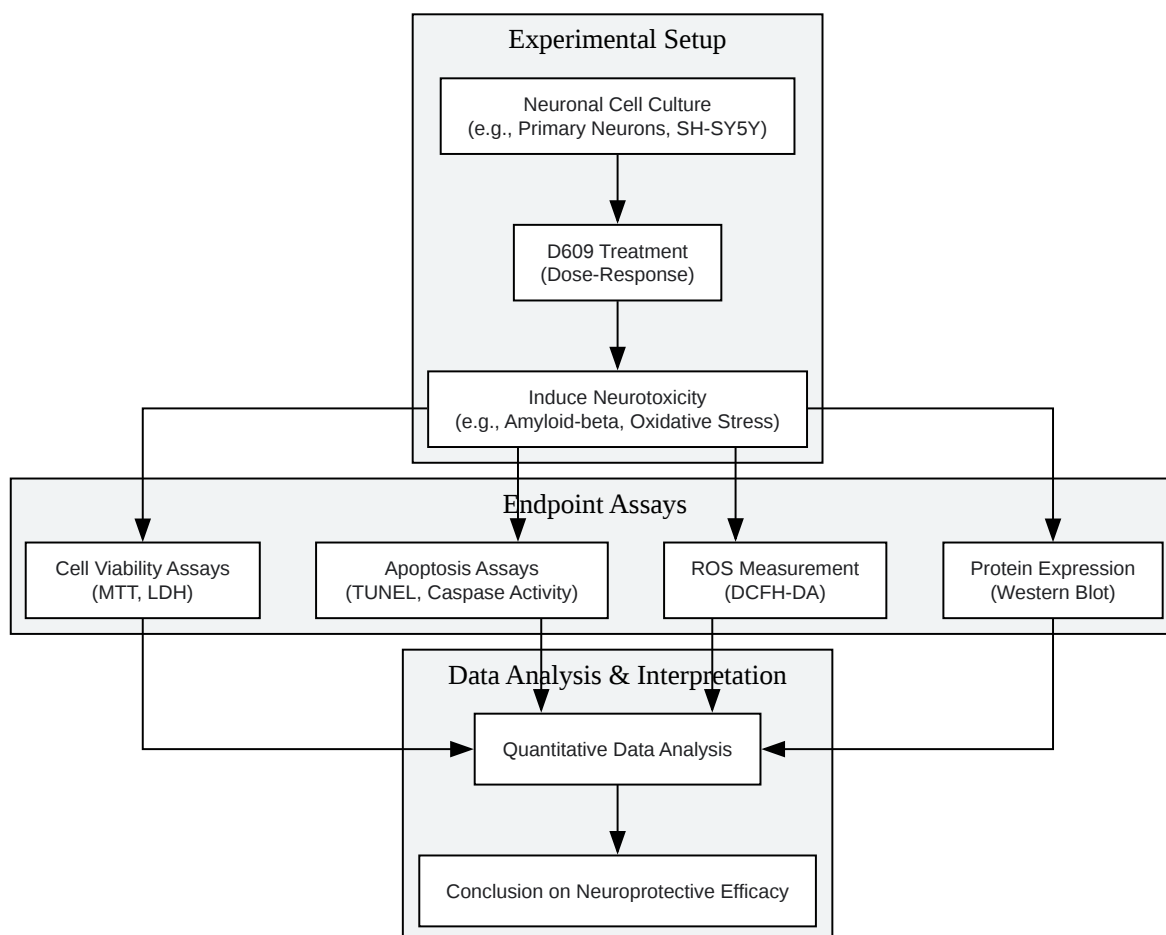 Experimental Setup
Neuronal Cell Culture
(e.g., Primary Neurons, SH-SY5Y)
D609 Treatment
(Dose-Response)
Induce Neurotoxicity
(e.g., Amyloid-beta, Oxidative Stress)
Endpoint Assays
Cell Viability Assays
(MTT, LDH)
Apoptosis Assays
(TUNEL, Caspase Activity)
ROS Measurement
(DCFH-DA)
Protein Expression
(Western Blot)
Data Analysis & Interpretation
Quantitative Data Analysis
Conclusion on Neuroprotective Efficacy